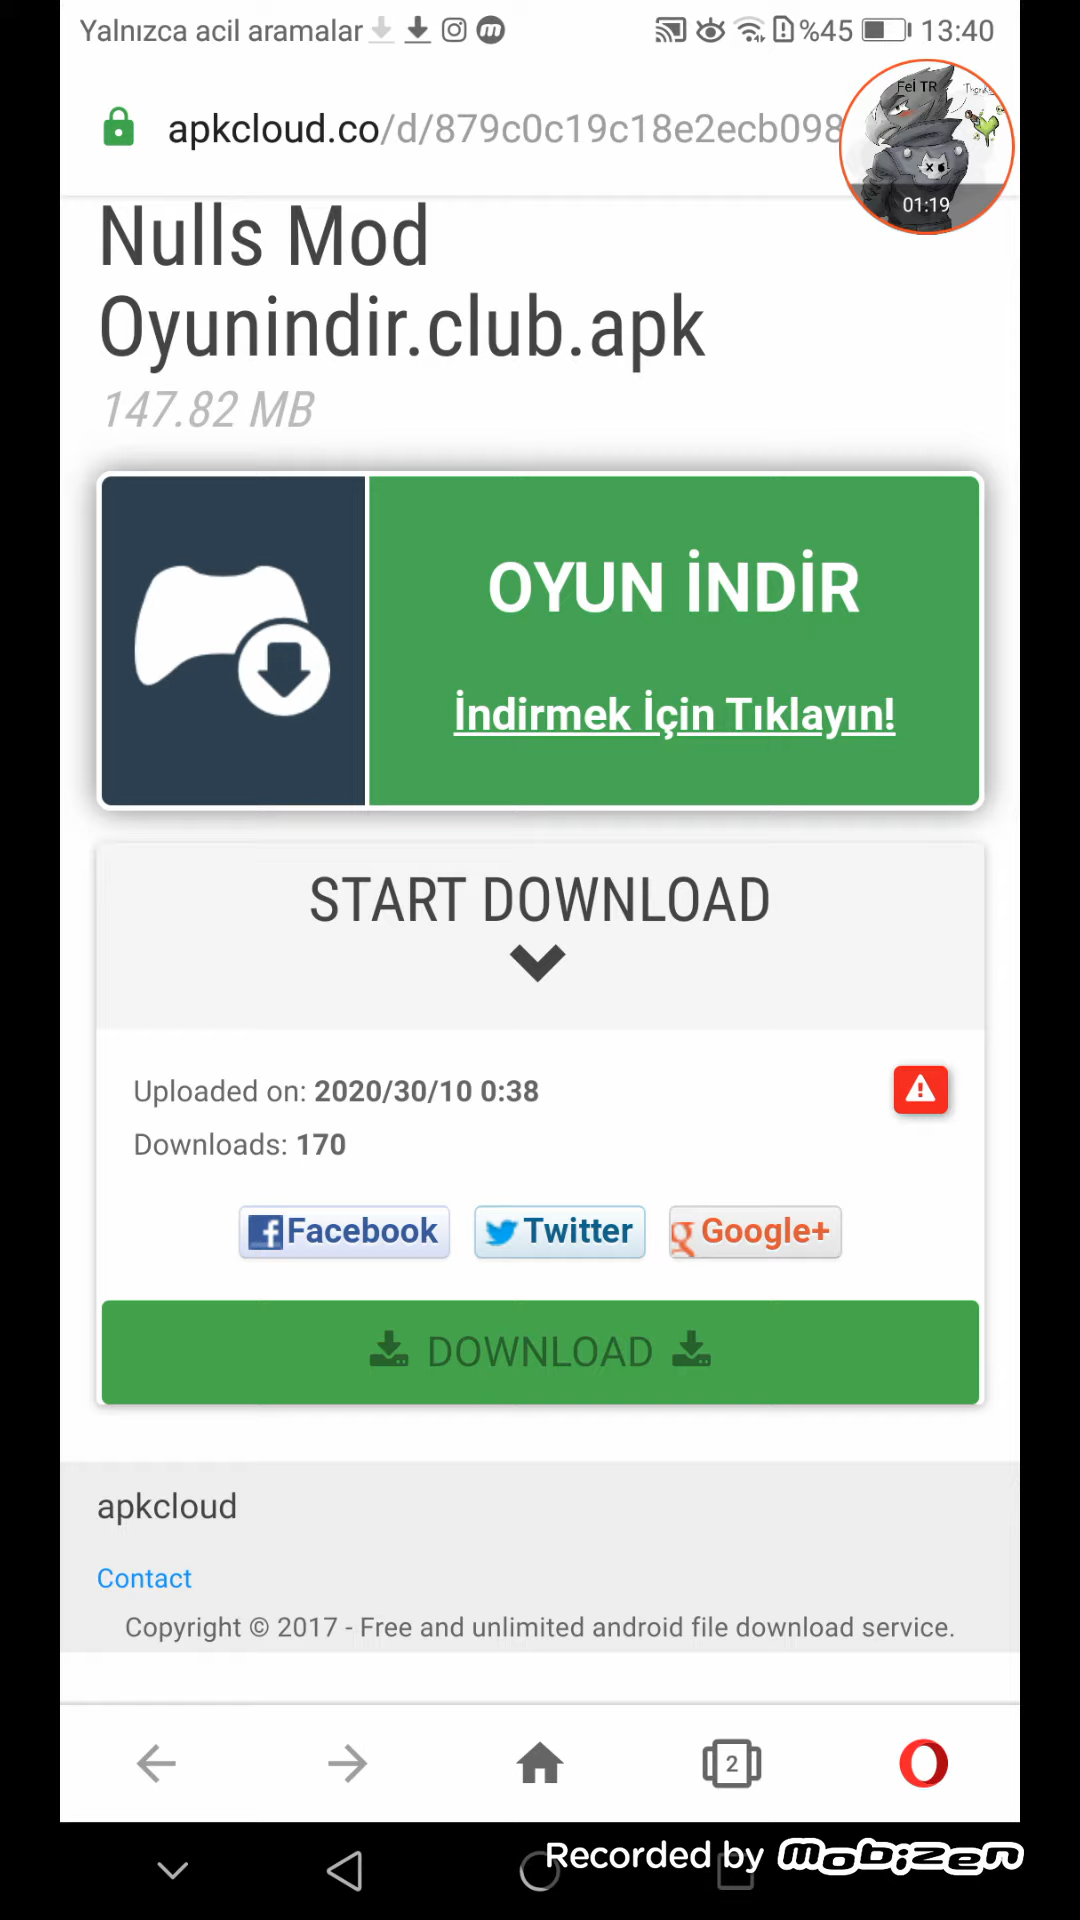 Yalnızca acil aramalar
%45
13:40
apkcloud.co/d/879c0c19c18e2ecb098
Fei TR
01:19
Nulls Mod
Oyunindir.club.apk
147.82 MB
OYUN İNDİR
İndirmek İçin Tıklayın!
START DOWNLOAD
Uploaded on: 2020/30/10 0:38
Downloads: 170
Facebook
Twitter
Google+
DOWNLOAD
apkcloud
Contact
Copyright © 2017 - Free and unlimited android file download service.
2
Recorded by mobizen